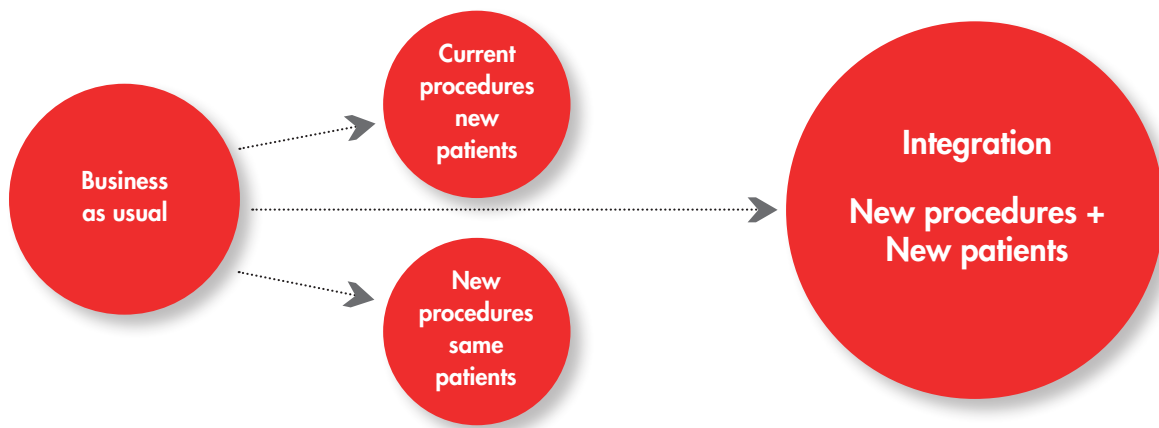 Business
as usual
Current
procedures
new
patients
New
procedures
same
patients
Integration
New procedures +
New patients